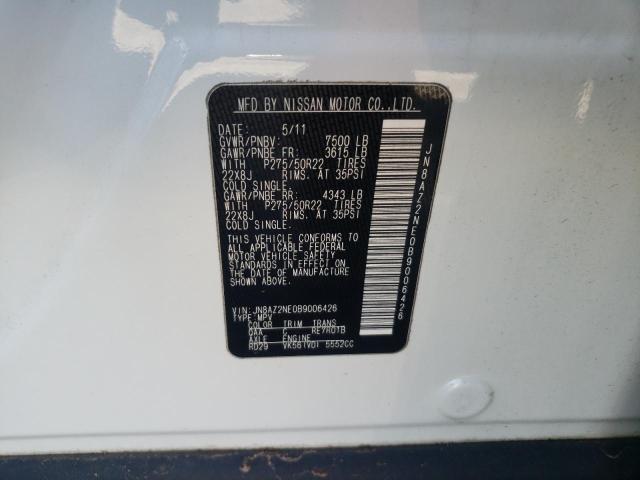 MFD BY NISSAN MOTOR CO.,LTD.
DATE: 5/11
GVWR/PNBV: 7500 LB
GAWR/PNBE FR: 3615 LB
WITH P275/50R22 TIRES
22X8J RIMS. AT 35PSI
COLD SINGLE.
GAWR/PNBE RR: 4343 LB
WITH P275/50R22 TIRES
22X8J RIMS. AT 35PSI
COLD SINGLE.
THIS VEHICLE CONFORMS TO
ALL APPLICABLE FEDERAL
MOTOR VEHICLE SAFETY
STANDARDS IN EFFECT ON
THE DATE OF MANUFACTURE
SHOWN ABOVE.
VIN: JN8AZ2NE0B9006426
TYPE: MPV
COLOR TRIM TRANS
QAA C RE7R01B
AXLE ENGINE
RD29 VK56(VD) 5552CC
JN8AZ2NE0B9006426